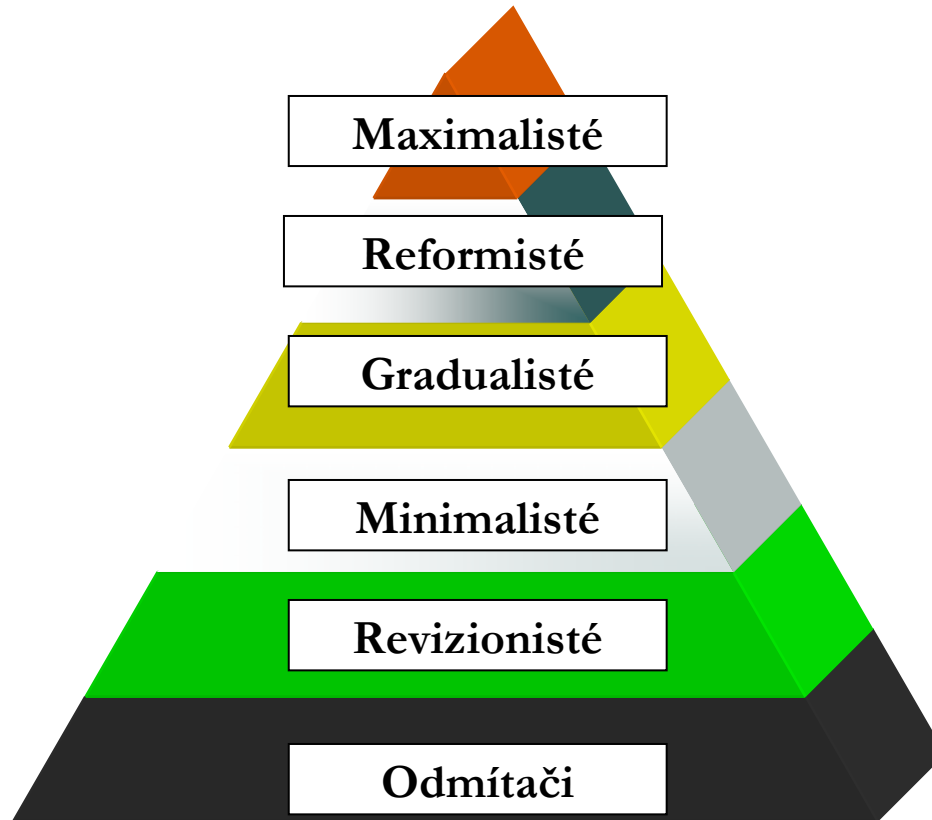 Maximalisté
Reformisté
Gradualisté
Minimalisté
Revizionisté
Odmítači